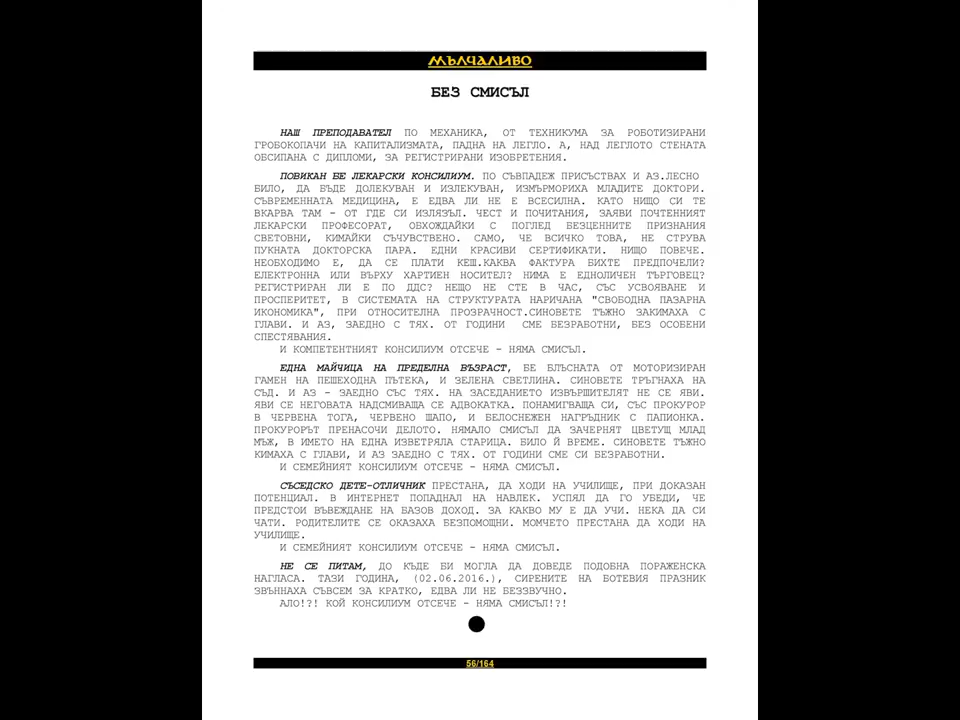 МЪЛЧАЛИВО
БЕЗ СМИСЪЛ
НАШ ПРЕПОДАВАТЕЛ ПО МЕХАНИКА, ОТ ТЕХНИКУМА ЗА РОБОТИЗИРАНИ
ГРОБОКОПАЧИ НА КАПИТАЛИЗМАТА, ПАДНА НА ЛЕГЛО. А, НАД ЛЕГЛОТО СТЕНАТА
ОБСИПАНА С ДИПЛОМИ, ЗА РЕГИСТРИРАНИ ИЗОБРЕТЕНИЯ.
ПОВИКАН БЕ ЛЕКАРСКИ КОНСИЛИУМ. ПО СЪВПАДЕЖ ПРИСЪСТВАХ И АЗ.ЛЕСНО
БИЛО, ДА БЪДЕ ДОЛЕКУВАН И ИЗЛЕКУВАН, ИЗМЪРМОРИХА МЛАДИТЕ ДОКТОРИ.
СЪВРЕМЕННАТА МЕДИЦИНА, Е ЕДВА ЛИ НЕ Е ВСЕСИЛНА. КАТО НИЩО СИ ТЕ
ВКАРВА ТАМ - ОТ ГДЕ СИ ИЗЛЯЗЪЛ. ЧЕСТ И ПОЧИТАНИЯ, ЗАЯВИ ПОЧТЕННИЯТ
ЛЕКАРСКИ ПРОФЕСОРАТ, ОБХОЖДАЙКИ С ПОГЛЕД БЕЗЦЕННИТЕ ПРИЗНАНИЯ
СВЕТОВНИ, КИМАЙКИ СЪЧУВСТВЕНО. САМО, ЧЕ ВСИЧКО ТОВА, НЕ СТРУВА
ПУКНАТА ДОКТОРСКА ПАРА. ЕДНИ КРАСИВИ СЕРТИФИКАТИ. НИЩО ПОВЕЧЕ.
НЕОБХОДИМО Е, ДА СЕ ПЛАТИ КЕШ.КАКВА ФАКТУРА БИХТЕ ПРЕДПОЧЕЛИ?
ЕЛЕКТРОННА ИЛИ ВЪРХУ ХАРТИЕН НОСИТЕЛ? НИМА Е ЕДНОЛИЧЕН ТЪРГОВЕЦ?
РЕГИСТРИРАН ЛИ Е ПО ДДС? НЕЩО НЕ СТЕ В ЧАС, СЪС УСВОЯВАНЕ И
ПРОСПЕРИТЕТ, В СИСТЕМАТА НА СТРУКТУРАТА НАРИЧАНА "СВОБОДНА ПАЗАРНА
ИКОНОМИКА", ПРИ ОТНОСИТЕЛНА ПРОЗРАЧНОСТ.СИНОВЕТЕ ТЪЖНО ЗАКИМАХА С
ГЛАВИ. И АЗ, ЗАЕДНО С ТЯХ. ОТ ГОДИНИ СМЕ БЕЗРАБОТНИ, БЕЗ ОСОБЕНИ
СПЕСТЯВАНИЯ.
И КОМПЕТЕНТНИЯТ КОНСИЛИУМ ОТСЕЧЕ - НЯМА СМИСЪЛ.
ЕДНА МАЙЧИЦА НА ПРЕДЕЛНА ВЪЗРАСТ, БЕ БЛЪСНАТА ОТ МОТОРИЗИРАН
ГАМЕН НА ПЕШЕХОДНА ПЪТЕКА, И ЗЕЛЕНА СВЕТЛИНА. СИНОВЕТЕ ТРЪГНАХА НА
СЪД. И АЗ - ЗАЕДНО СЪС ТЯХ. НА ЗАСЕДАНИЕТО ИЗВЪРШИТЕЛЯТ НЕ СЕ ЯВИ.
ЯВИ СЕ НЕГОВАТА НАДСМИВАЩА СЕ АДВОКАТКА. ПОНАМИГВАЩА СИ, СЪС ПРОКУРОР
В ЧЕРВЕНА ТОГА, ЧЕРВЕНО ШАПО, И БЕЛОСНЕЖЕН НАГРЪДНИК С ПАПИОНКА.
ПРОКУРОРЪТ ПРЕНАСОЧИ ДЕЛОТО. НЯМАЛО СМИСЪЛ ДА ЗАЧЕРНЯТ ЦВЕТУЩ МЛАД
МЪЖ, В ИМЕТО НА ЕДНА ИЗВЕТРЯЛА СТАРИЦА. БИЛО Й ВРЕМЕ. СИНОВЕТЕ ТЪЖНО
КИМАХА С ГЛАВИ, И АЗ ЗАЕДНО С ТЯХ. ОТ ГОДИНИ СМЕ СИ БЕЗРАБОТНИ.
И СЕМЕЙНИЯТ КОНСИЛИУМ ОТСЕЧЕ - НЯМА СМИСЪЛ.
СЪСЕДСКО ДЕТЕ-ОТЛИЧНИК ПРЕСТАНА, ДА ХОДИ НА УЧИЛИЩЕ, ПРИ ДОКАЗАН
ПОТЕНЦИАЛ. В ИНТЕРНЕТ ПОПАДНАЛ НА НАВЛЕК. УСПЯЛ ДА ГО УБЕДИ, ЧЕ
ПРЕДСТОИ ВЪВЕЖДАНЕ НА БАЗОВ ДОХОД. ЗА КАКВО МУ Е ДА УЧИ. НЕКА ДА СИ
ЧАТИ. РОДИТЕЛИТЕ СЕ ОКАЗАХА БЕЗПОМОЩНИ. МОМЧЕТО ПРЕСТАНА ДА ХОДИ НА
УЧИЛИЩЕ.
И СЕМЕЙНИЯТ КОНСИЛИУМ ОТСЕЧЕ - НЯМА СМИСЪЛ.
НЕ СЕ ПИТАМ, ДО КЪДЕ БИ МОГЛА ДА ДОВЕДЕ ПОДОБНА ПОРАЖЕНСКА
НАГЛАСА. ТАЗИ ГОДИНА, (02.06.2016.), СИРЕНИТЕ НА БОТЕВИЯ ПРАЗНИК
ЗВЪННАХА СЪВСЕМ ЗА КРАТКО, ЕДВА ЛИ НЕ БЕЗЗВУЧНО.
АЛО!?! КОЙ КОНСИЛИУМ ОТСЕЧЕ - НЯМА СМИСЪЛ!?!
56/164